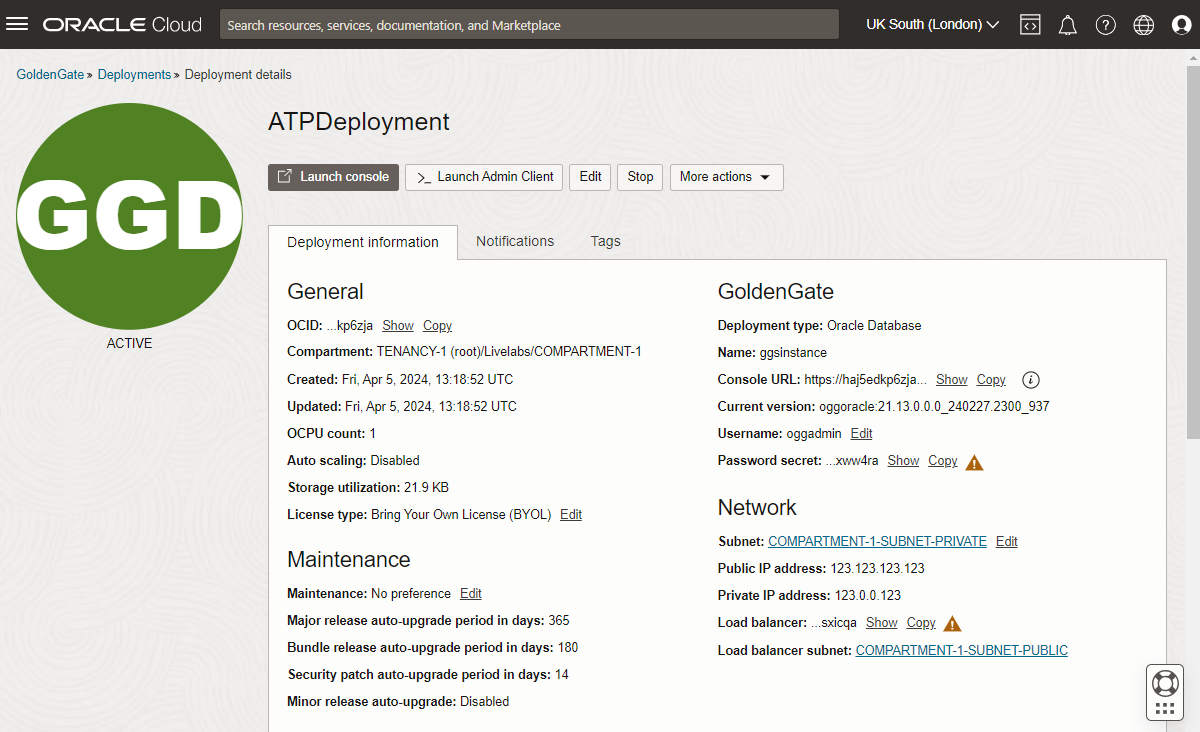 ORACLE Cloud
Search resources, services, documentation, and Marketplace
UK South (London)
GoldenGate » Deployments » Deployment details
GGD
ACTIVE
ATPDeployment
Launch console
>_ Launch Admin Client
Edit
Stop
More actions
Deployment information
Notifications
Tags
General
OCID: ...kp6zja Show Copy
Compartment: TENANCY-1 (root)/Livelabs/COMPARTMENT-1
Created: Fri, Apr 5, 2024, 13:18:52 UTC
Updated: Fri, Apr 5, 2024, 13:18:52 UTC
OCPU count: 1
Auto scaling: Disabled
Storage utilization: 21.9 KB
License type: Bring Your Own License (BYOL) Edit
Maintenance
Maintenance: No preference Edit
Major release auto-upgrade period in days: 365
Bundle release auto-upgrade period in days: 180
Security patch auto-upgrade period in days: 14
Minor release auto-upgrade: Disabled
GoldenGate
Deployment type: Oracle Database
Name: ggsinstance
Console URL: https://haj5edkp6zja... Show Copy
Current version: oggoracle:21.13.0.0.0_240227.2300_937
Username: oggadmin Edit
Password secret: ...xww4ra Show Copy
Network
Subnet: COMPARTMENT-1-SUBNET-PRIVATE Edit
Public IP address: 123.123.123.123
Private IP address: 123.0.0.123
Load balancer: ...sxicqa Show Copy
Load balancer subnet: COMPARTMENT-1-SUBNET-PUBLIC